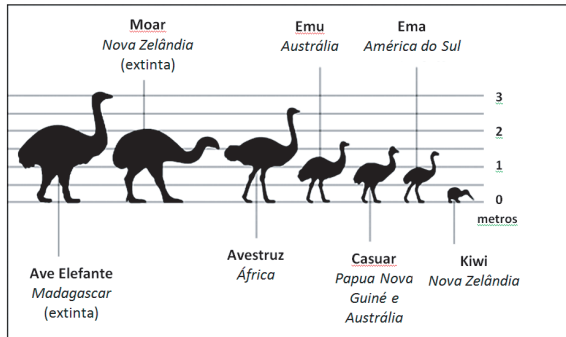 Moar
Nova Zelândia
(extinta)
Emu
Austrália
Ema
América do Sul
3
2
1
0
metros
Ave Elefante
Madagascar
(extinta)
Avestruz
África
Casuar
Papua Nova
Guiné e
Austrália
Kiwi
Nova Zelândia